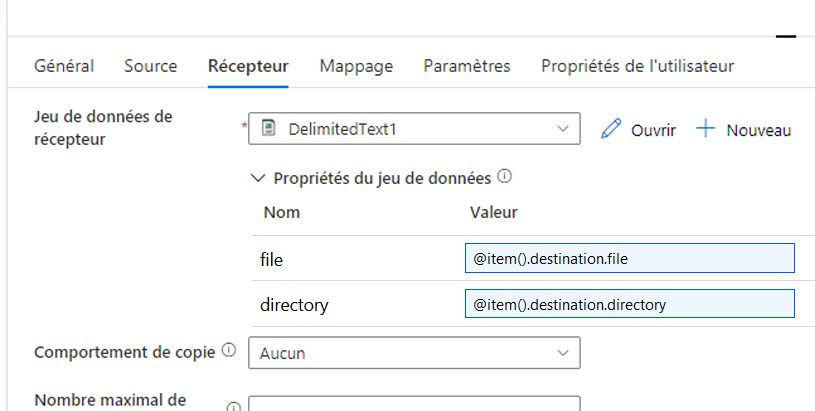 Général Source Récepteur Mappage Paramètres Propriétés de l'utilisateur
Jeu de données de
récepteur
* DelimitedText1 Ouvrir Nouveau
Propriétés du jeu de données
Nom Valeur
file @item().destination.file
directory @item().destination.directory
Comportement de copie Aucun
Nombre maximal de